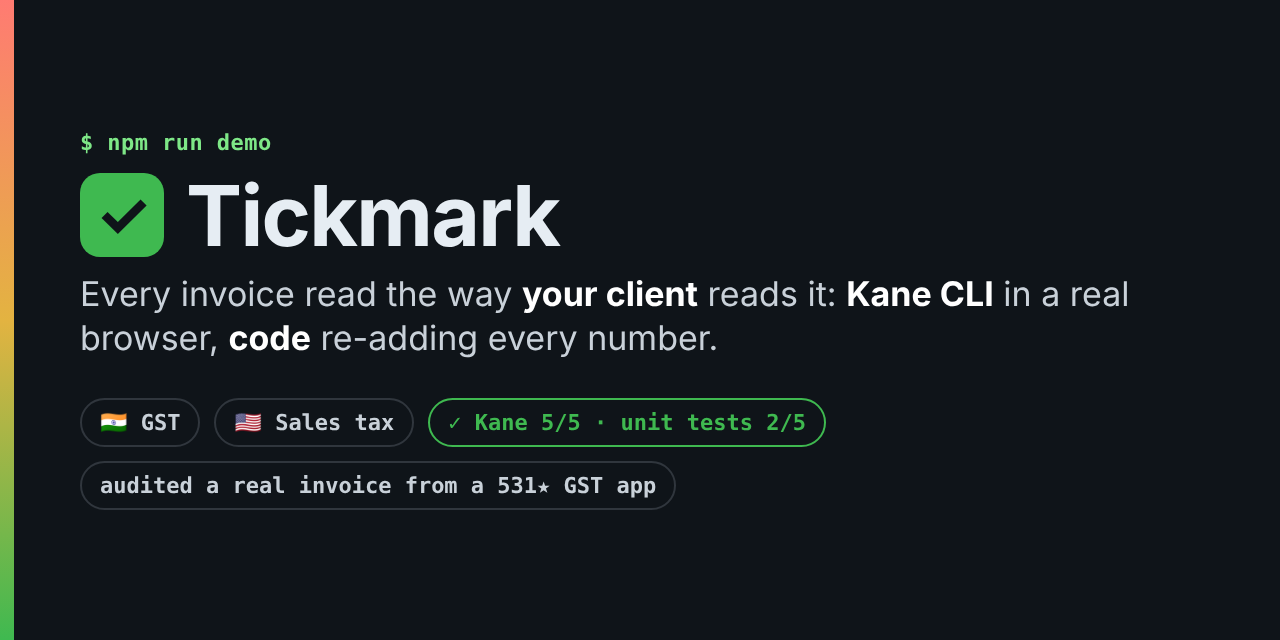 $ npm run demo
Tickmark
Every invoice read the way your client reads it: Kane CLI in a real
browser, code re-adding every number.
🇮🇳 GST
🇺🇸 Sales tax
✓ Kane 5/5 · unit tests 2/5
audited a real invoice from a 531★ GST app